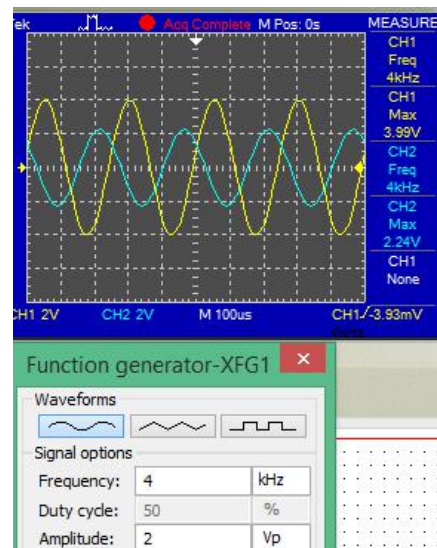 ek Acq Complete M Pos: 0s MEASURE
CH1
Freq
4kHz
CH1
Max
3.99V
CH2
Freq
4kHz
CH2
Max
2.24V
CH1
None
CH1 2V CH2 2V M 100us CH1 -3.93mV
Function generator-XFG1
Waveforms
Signal options
Frequency: 4 kHz
Duty cycle: 50 %
Amplitude: 2 Vp